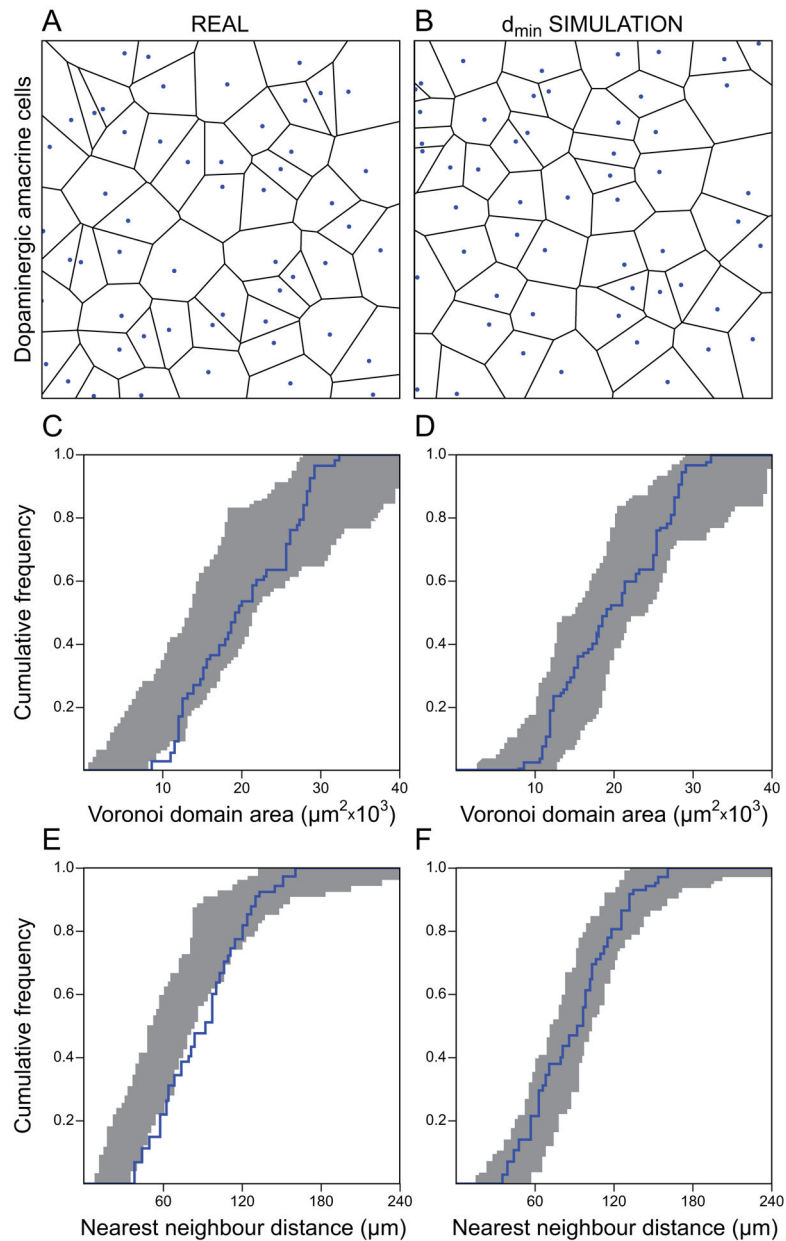 A
REAL
B
dmin SIMULATION
Dopaminergic amacrine cells
C
D
Cumulative frequency
1.0
0.8
0.6
0.4
0.2
10
20
30
40
Voronoi domain area (µm²x10³)
1.0
0.8
0.6
0.4
0.2
10
20
30
40
Voronoi domain area (µm²x10³)
E
F
Cumulative frequency
1.0
0.8
0.6
0.4
0.2
60
120
180
240
Nearest neighbour distance (µm)
1.0
0.8
0.6
0.4
0.2
60
120
180
240
Nearest neighbour distance (µm)